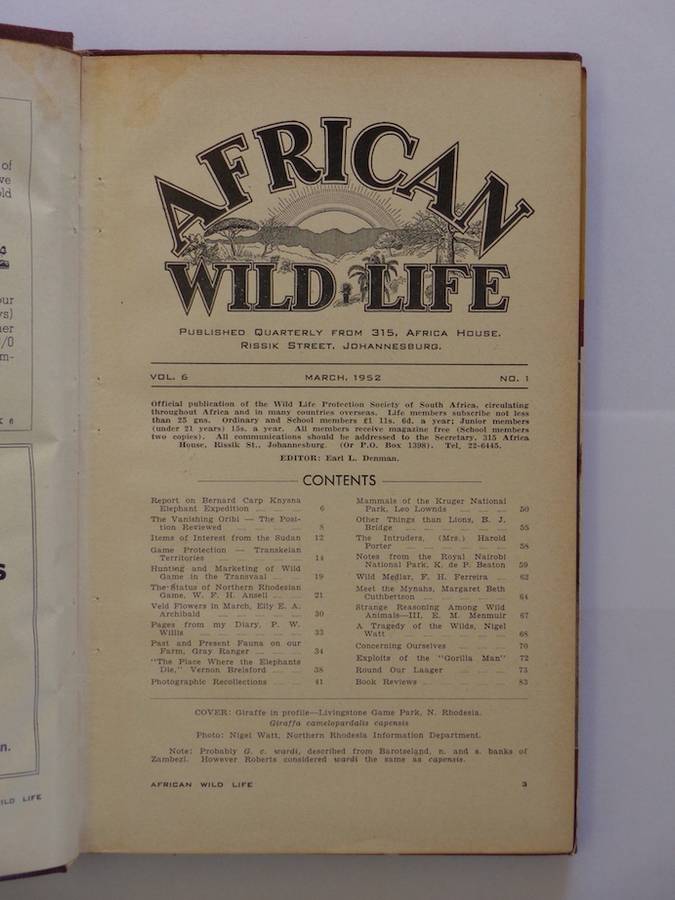 of
ve
old
our
ys)
her
/0
m-
K 6
S
n.
ILD LIFE
AFRICAN
WILD LIFE
PUBLISHED QUARTERLY FROM 315, AFRICA HOUSE.
RISSIK STREET, JOHANNESBURG.
VOL. 6 MARCH, 1952 NO. 1
Official publication of the Wild Life Protection Society of South Africa, circulating
throughout Africa and in many countries overseas. Life members subscribe not less
than 25 gns. Ordinary and School members £1 11s. 6d. a year; Junior members
(under 21 years) 15s. a year. All members receive magazine free (School members
two copies). All communications should be addressed to the Secretary, 315 Africa
House, Rissik St., Johannesburg. (Or P.O. Box 1398). Tel. 22-6445.
EDITOR: Earl L. Denman.
CONTENTS
Report on Bernard Carp Knysna
Elephant Expedition 6
The Vanishing Oribi — The Posi-
tion Reviewed 8
Items of Interest from the Sudan 12
Game Protection — Transkeian
Territories 14
Hunting and Marketing of Wild
Game in the Transvaal 19
The Status of Northern Rhodesian
Game, W. F. H. Ansell 21
Veld Flowers in March, Eily E. A.
Archibald 30
Pages from my Diary, P. W.
Willis 33
Past and Present Fauna on our
Farm, Gray Ranger 34
"The Place Where the Elephants
Die," Vernon Brelsford 38
Photographic Recollections 41
Mammals of the Kruger National
Park, Leo Lownds 50
Other Things than Lions, B. J.
Bridge 55
The Intruders, (Mrs.) Harold
Porter 58
Notes from the Royal Nairobi
National Park, K. de P. Beaton 59
Wild Medlar, F. H. Ferreira 62
Meet the Mynahs, Margaret Beth
Cuthbertson 64
Strange Reasoning Among Wild
Animals—III, E. M. Menmuir 67
A Tragedy of the Wilds, Nigel
Watt 68
Concerning Ourselves 70
Exploits of the "Gorilla Man" 72
Round Our Laager 73
Book Reviews 83
COVER: Giraffe in profile—Livingstone Game Park, N. Rhodesia.
Giraffa camelopardalis capensis
Photo: Nigel Watt, Northern Rhodesia Information Department.
Note: Probably G. c. wardi, described from Barotseland, n. and s. banks of
Zambezi. However Roberts considered wardi the same as capensis.
AFRICAN WILD LIFE 3